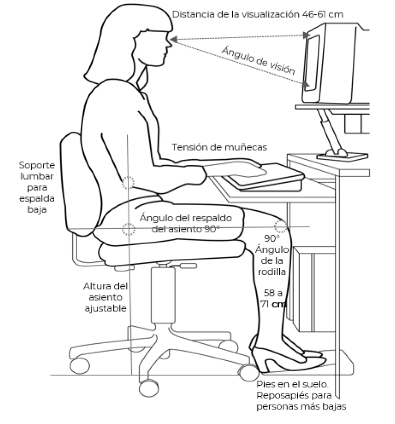 Distancia de la visualización 46-61 cm
Ángulo de visión
Tensión de muñecas
Soporte
lumbar
para
espalda
baja
Ángulo del respaldo
del asiento 90°
90°
Ángulo
de la
rodilla
58 a
71 cm
Altura del
asiento
ajustable
Pies en el suelo.
Reposapiés para
personas más bajas